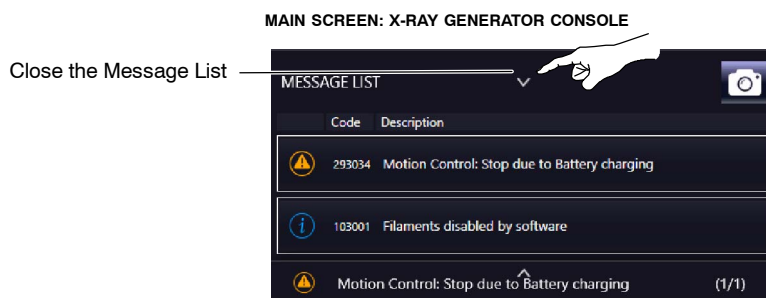 MAIN SCREEN: X-RAY GENERATOR CONSOLE
Close the Message List
MESSAGE LIST
Code Description
293034 Motion Control: Stop due to Battery charging
103001 Filaments disabled by software
Motion Control: Stop due to Battery charging (1/1)